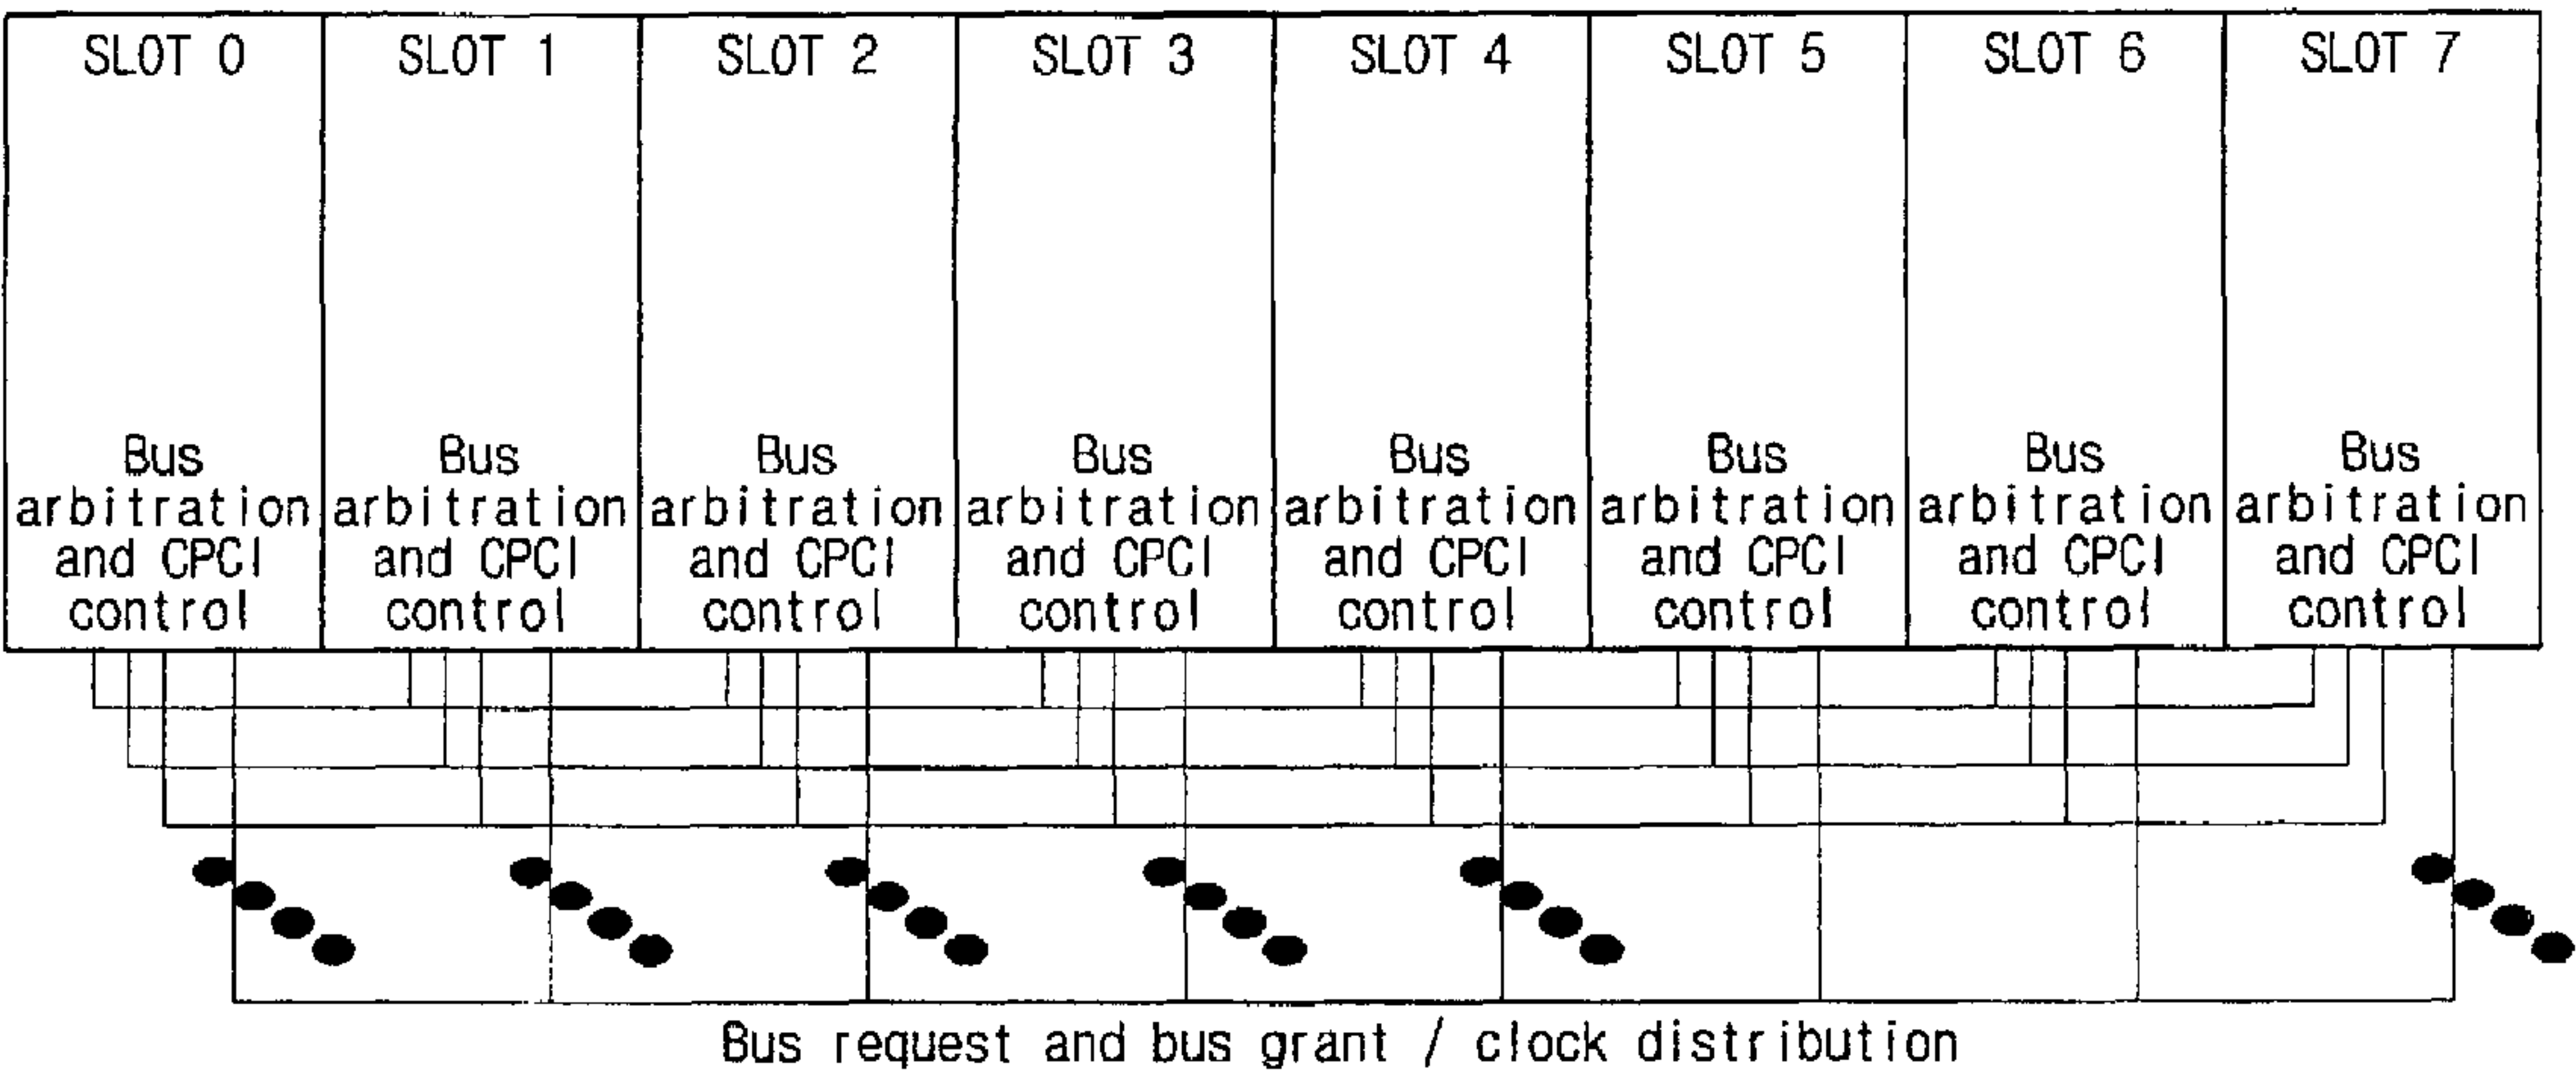 SLOT 0
SLOT 1
SLOT 2
SLOT 3
SLOT 4
SLOT 5
SLOT 6
SLOT 7
Bus
arbitration
and CPCI
control
Bus
arbitration
and CPCI
control
Bus
arbitration
and CPCI
control
Bus
arbitration
and CPCI
control
Bus
arbitration
and CPCI
control
Bus
arbitration
and CPCI
control
Bus
arbitration
and CPCI
control
Bus
arbitration
and CPCI
control
Bus request and bus grant / clock distribution